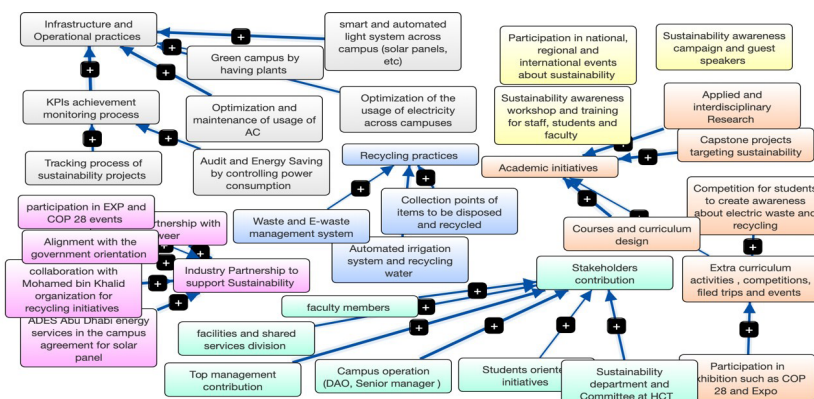 Infrastructure and
Operational practices
smart and automated
light system across
campus (solar panels,
etc)
Green campus by
having plants
KPIs achievement
monitoring process
Optimization and
maintenance of usage of
AC
Optimization of the
usage of electricity
across campuses
Tracking process of
sustainability projects
Audit and Energy Saving
by controlling power
consumption
Participation in national,
regional and
international events
about sustainability
Sustainability awareness
campaign and guest
speakers
Sustainability awareness
workshop and training
for staff, students and
faculty
Applied and
interdisciplinary
Research
Capstone projects
targeting sustainability
Academic initiatives
Recycling practices
Collection points of
items to be disposed
and recycled
Waste and E-waste
management system
Automated irrigation
system and recycling
water
Competition for students
to create awareness
about electric waste and
recycling
Courses and curriculum
design
Extra curriculum
activities , competitions,
filed trips and events
Participation in
hibition such as COP
28 and Expo
participation in EXP and
COP 28 events
rtnership with
weer
Alignment with the
government orientation
collaboration with
Mohamed bin Khalid
organization for
recycling initiatives
Industry Partnership to
support Sustainability
ADES Abu Dhabi energy
services in the campus
agreement for solar
panel
Stakeholders
contribution
faculty members
facilities and shared
services division
Top management
contribution
Campus operation
(DAO, Senior manager )
Students oriente
initiatives
Sustainability
department and
Committee at HCT